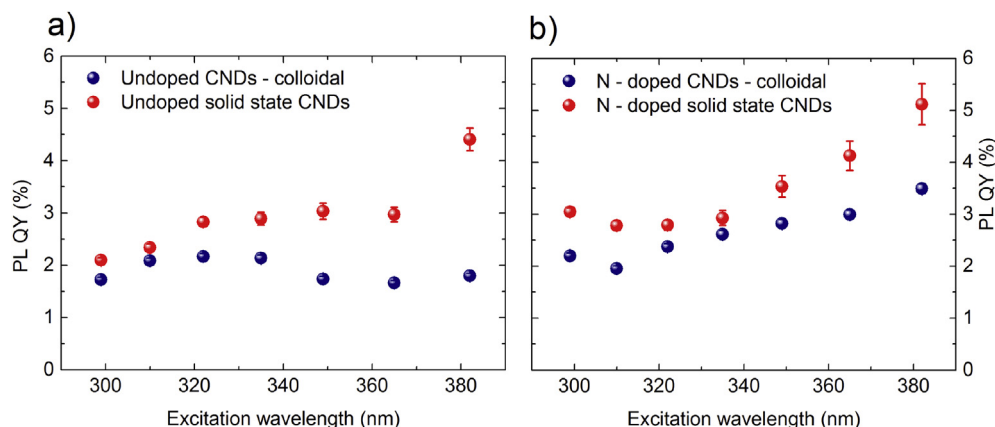 a)
6
5
4
3
2
1
0
PL QY (%)
Undoped CNDs - colloidal
Undoped solid state CNDs
300 320 340 360 380
Excitation wavelength (nm)
b)
N - doped CNDs - colloidal
N - doped solid state CNDs
6
5
4
3
2
1
0
PL QY (%)
300 320 340 360 380
Excitation wavelength (nm)